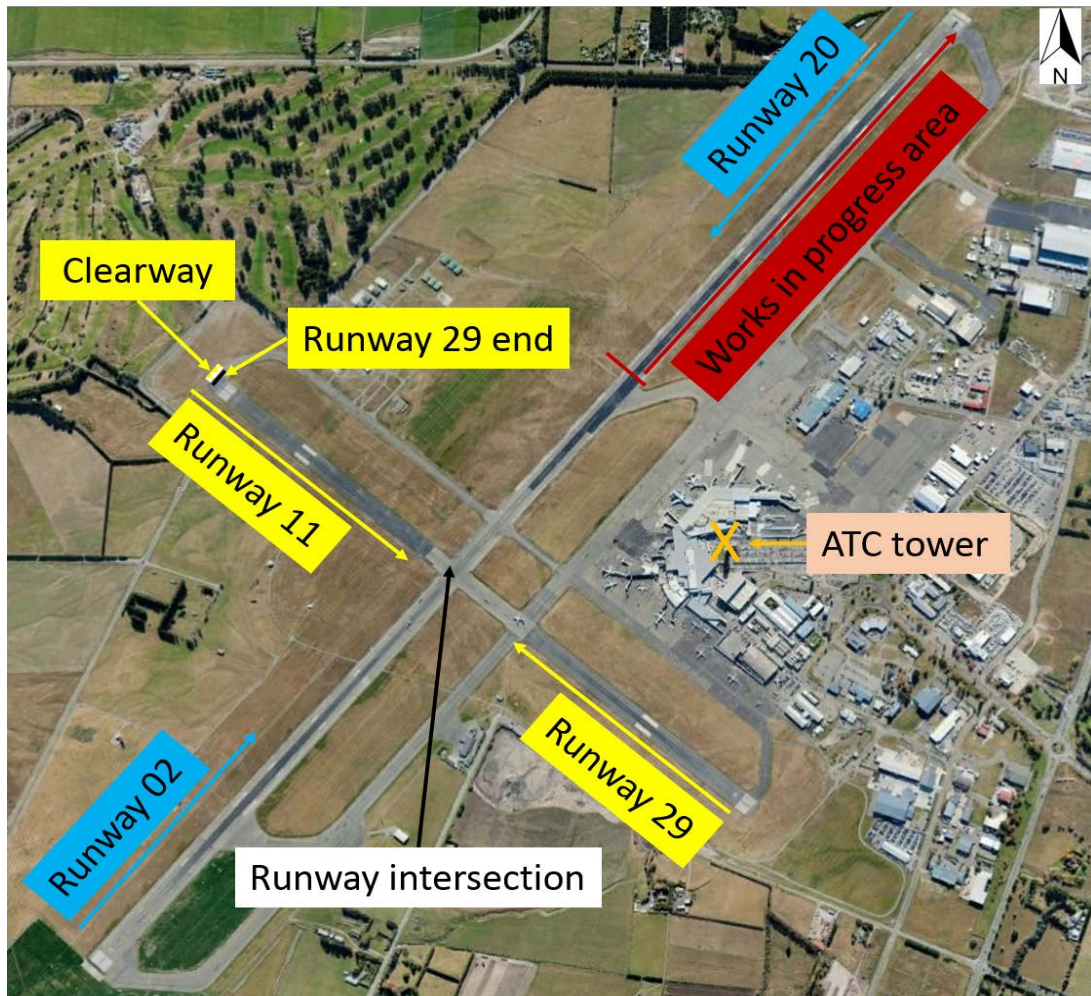 N
Runway 20
Works in progress area
Clearway
Runway 29 end
Runway 11
X
ATC tower
Runway 02
Runway 29
Runway intersection